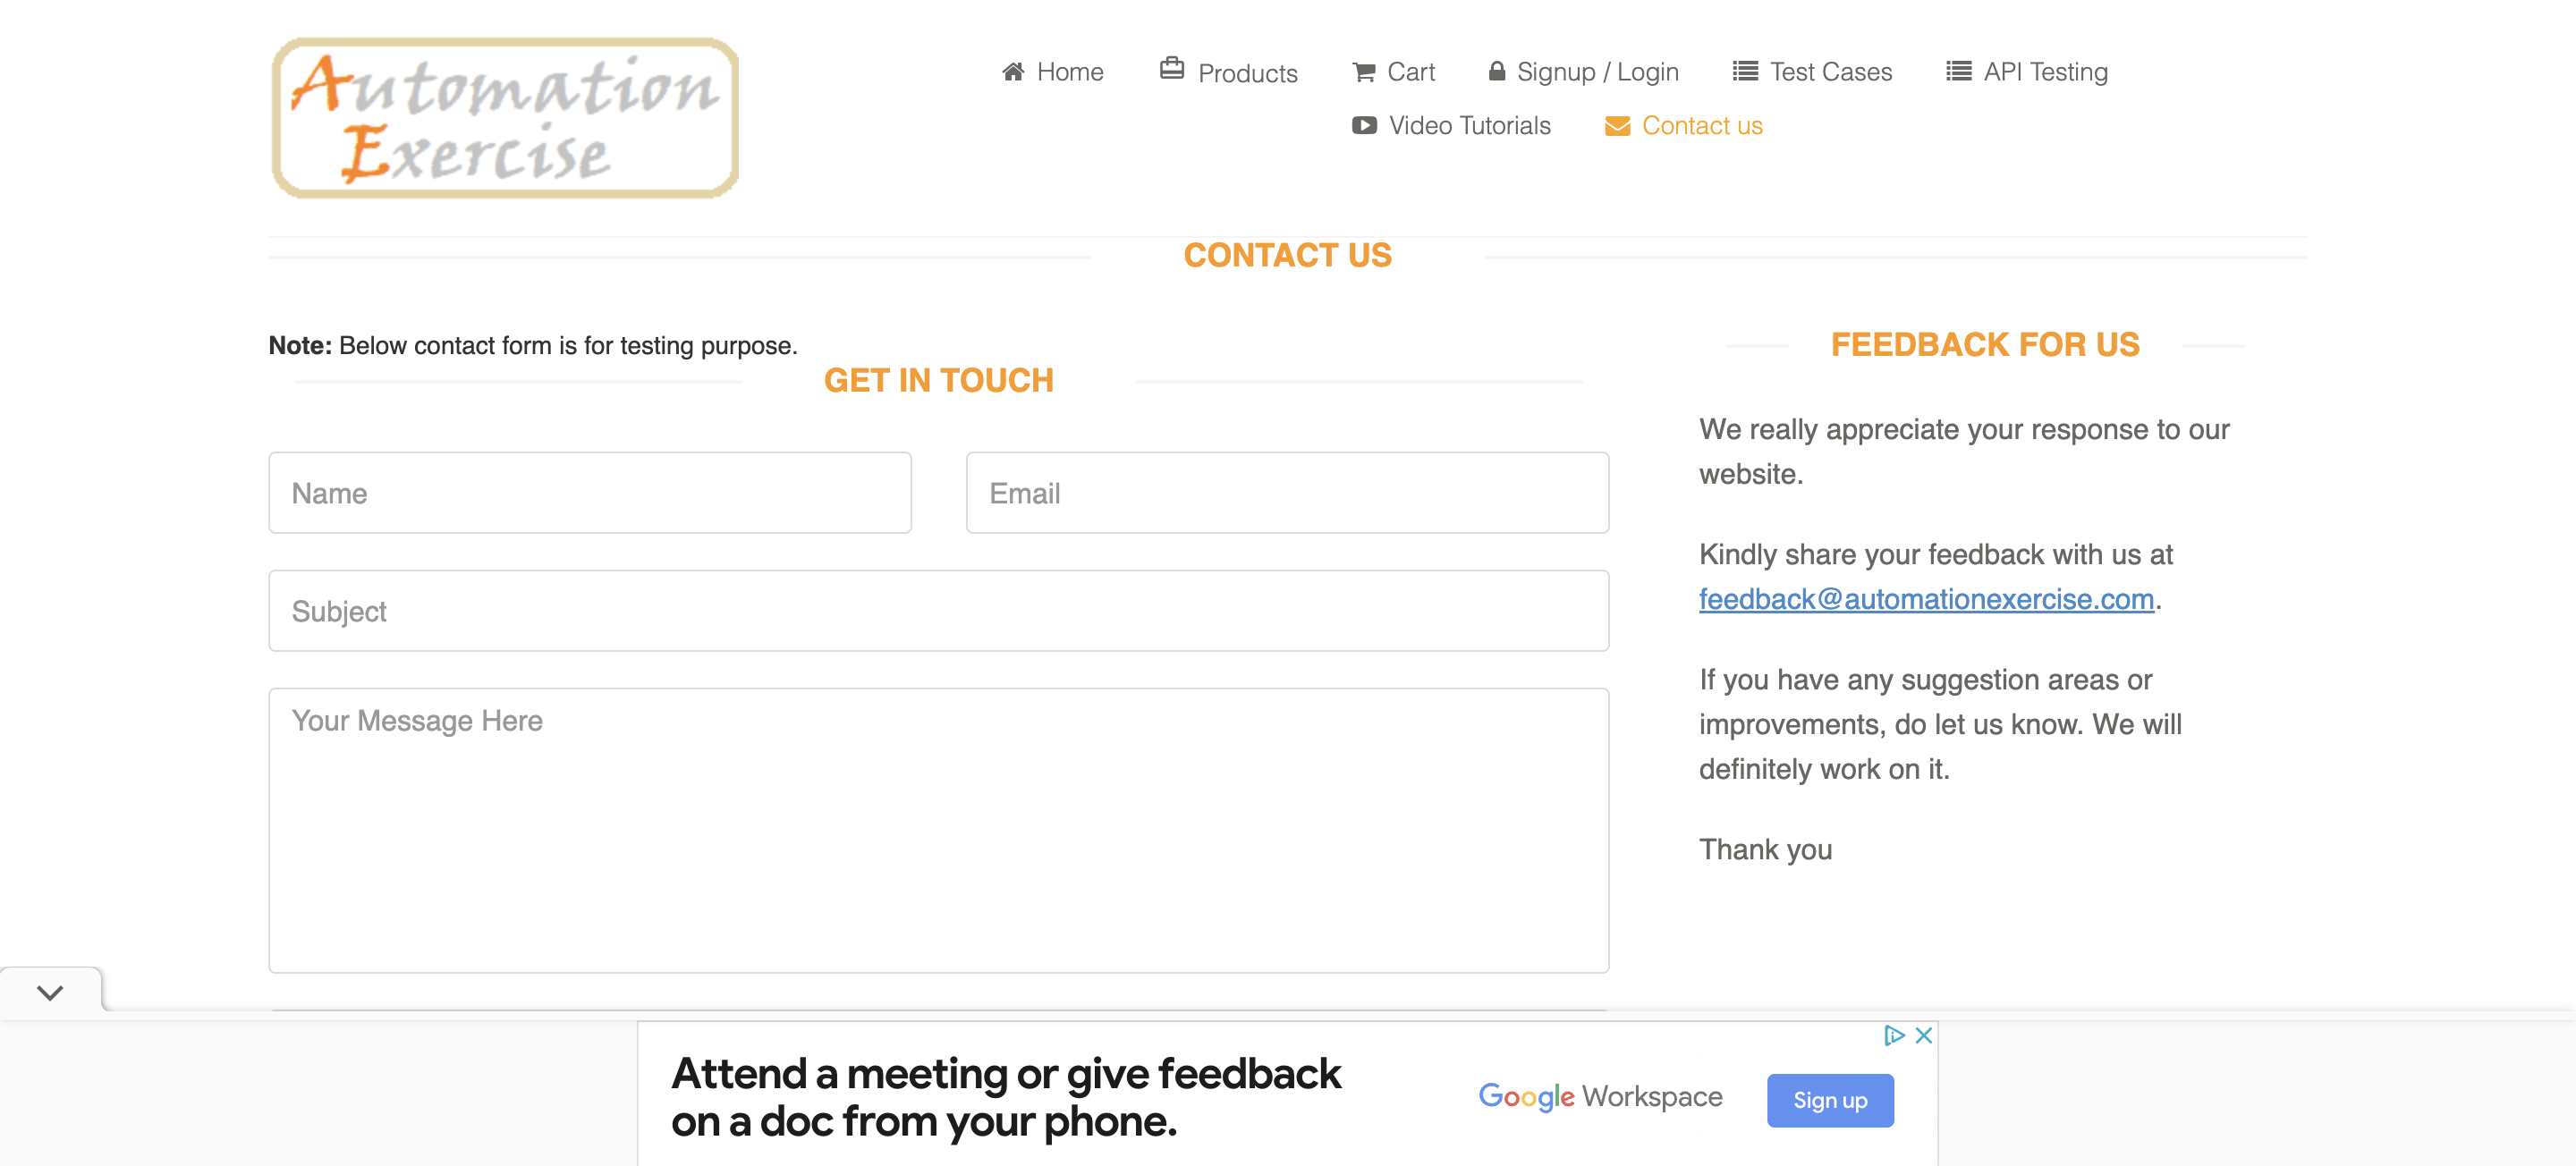 Automation
Exercise
Home
Products
Cart
Signup / Login
Test Cases
API Testing
Video Tutorials
Contact us
CONTACT US
Note: Below contact form is for testing purpose.
GET IN TOUCH
Name
Email
Subject
Your Message Here
FEEDBACK FOR US
We really appreciate your response to our
website.
Kindly share your feedback with us at
feedback@automationexercise.com.
If you have any suggestion areas or
improvements, do let us know. We will
definitely work on it.
Thank you
Attend a meeting or give feedback
on a doc from your phone.
Google Workspace
Sign up